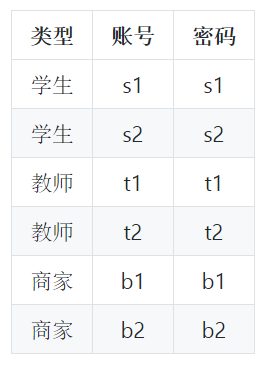 类型 账号 密码
学生 s1 s1
学生 s2 s2
教师 t1 t1
教师 t2 t2
商家 b1 b1
商家 b2 b2